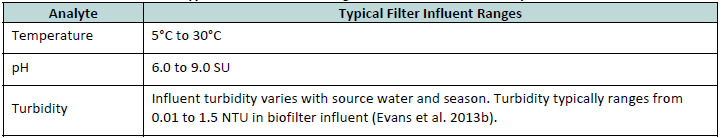 Analyte Typical Filter Influent Ranges
Temperature 5°C to 30°C
pH 6.0 to 9.0 SU
Turbidity Influent turbidity varies with source water and season. Turbidity typically ranges from
0.01 to 1.5 NTU in biofilter influent (Evans et al. 2013b).